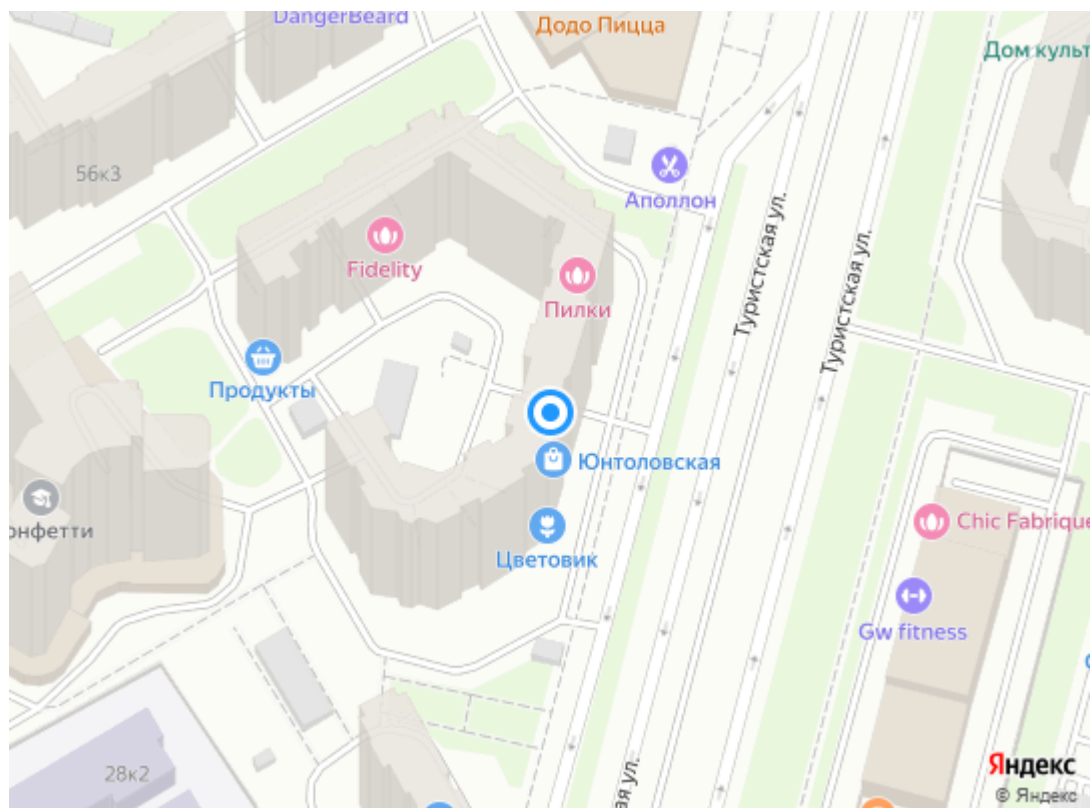 DangerBeard
Додо Пицца
Дом культ
56к3
Аполлон
Fidelity
Пилки
Туристская ул.
Туристская ул.
Продукты
Юнтоловская
онфетти
Цветовик
Chic Fabrique
Gw fitness
28к2
ая ул.
Яндекс
© Яндекс